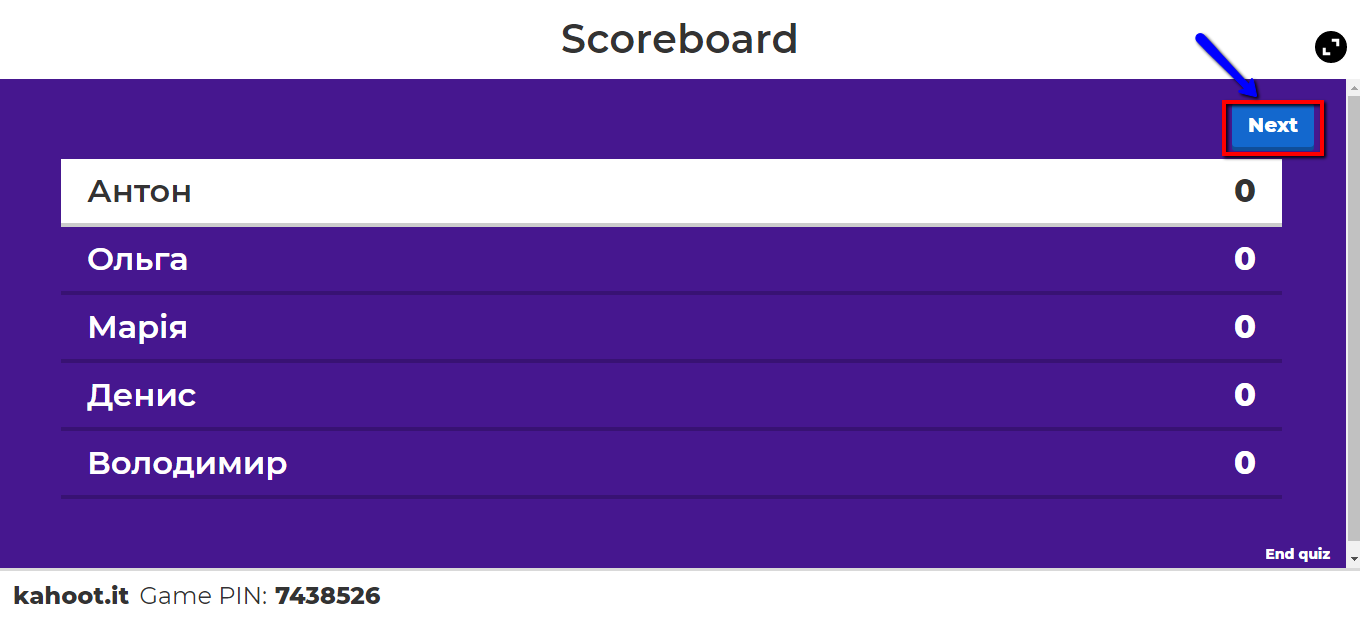 Scoreboard
Next
Антон 0
Ольга 0
Марія 0
Денис 0
Володимир 0
End quiz
kahoot.it Game PIN: 7438526